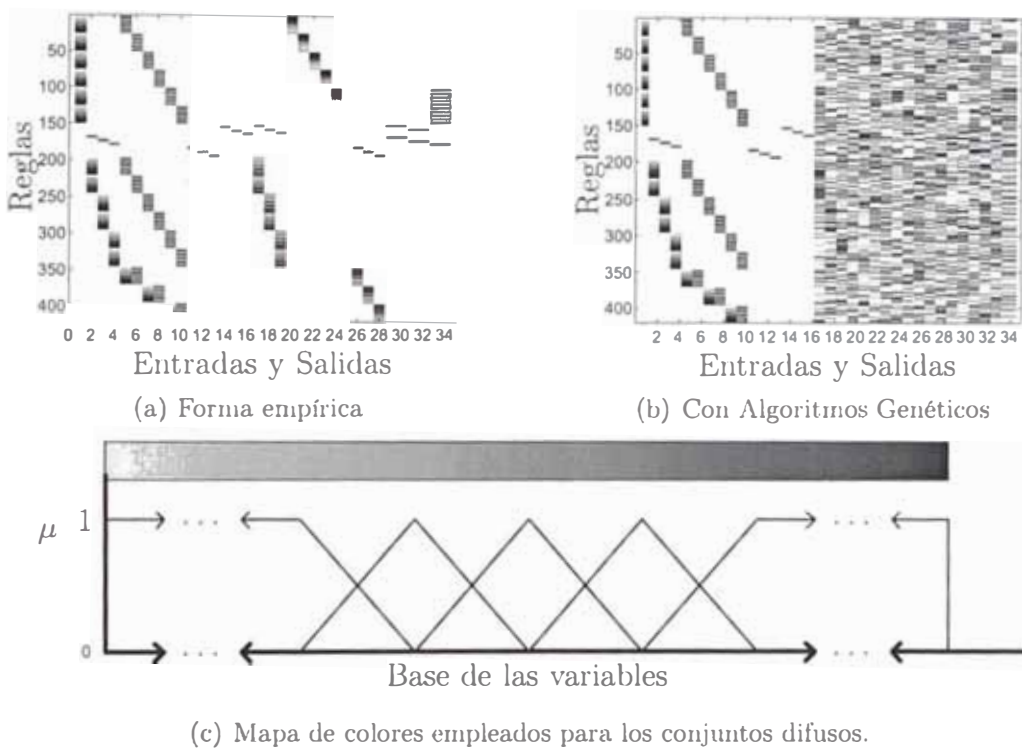 50
100
150
200
250
300
350
400
Reglas
0 2 4 6 8 10 12 14 16 18 20 22 24 26 28 30 32 34
Entradas y Salidas
(a) Forma empírica
50
100
150
200
250
300
350
400
Reglas
2 4 6 8 10 12 14 16 18 20 22 24 26 28 30 32 34
Entradas y Salidas
(b) Con Algoritmos Genéticos
μ 1
0
Base de las variables
(c) Mapa de colores empleados para los conjuntos difusos.